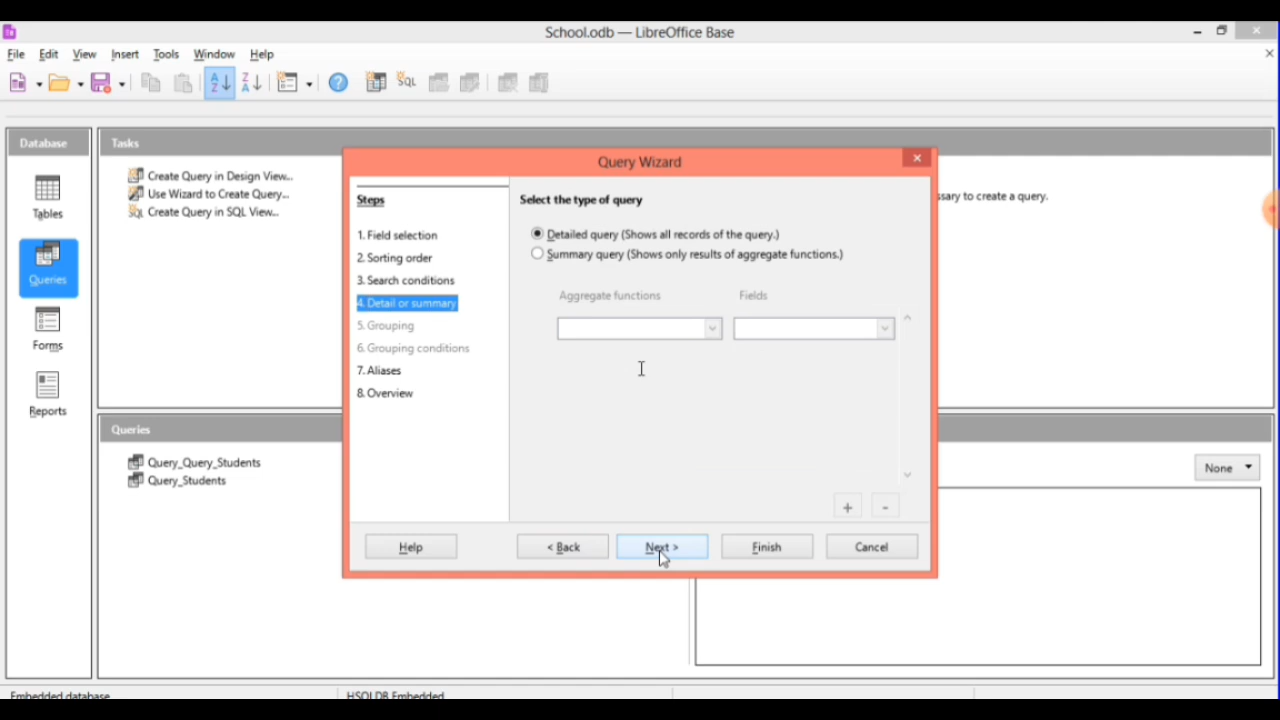 School.odb — LibreOffice Base
File Edit View Insert Tools Window Help
SQL
Database
Tables
Queries
Forms
Reports
Tasks
Create Query in Design View...
Use Wizard to Create Query...
Create Query in SQL View...
ssary to create a query.
Queries
Query_Query_Students
Query_Students
None
Query Wizard
Steps
1. Field selection
2. Sorting order
3. Search conditions
4. Detail or summary
5. Grouping
6. Grouping conditions
7. Aliases
8. Overview
Select the type of query
Detailed query (Shows all records of the query.)
Summary query (Shows only results of aggregate functions.)
Aggregate functions Fields
+ -
Help < Back Next > Finish Cancel
Embedded database HSQLDB Embedded